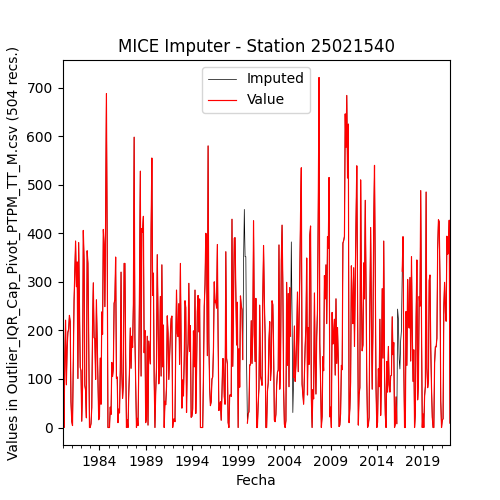 MICE Imputer - Station 25021540
Values in Outlier_IQR_Cap_Pivot_PTPM_TT_M.csv (504 recs.)
Imputed
Value
700
600
500
400
300
200
100
0
1984 1989 1994 1999 2004 2009 2014 2019
Fecha